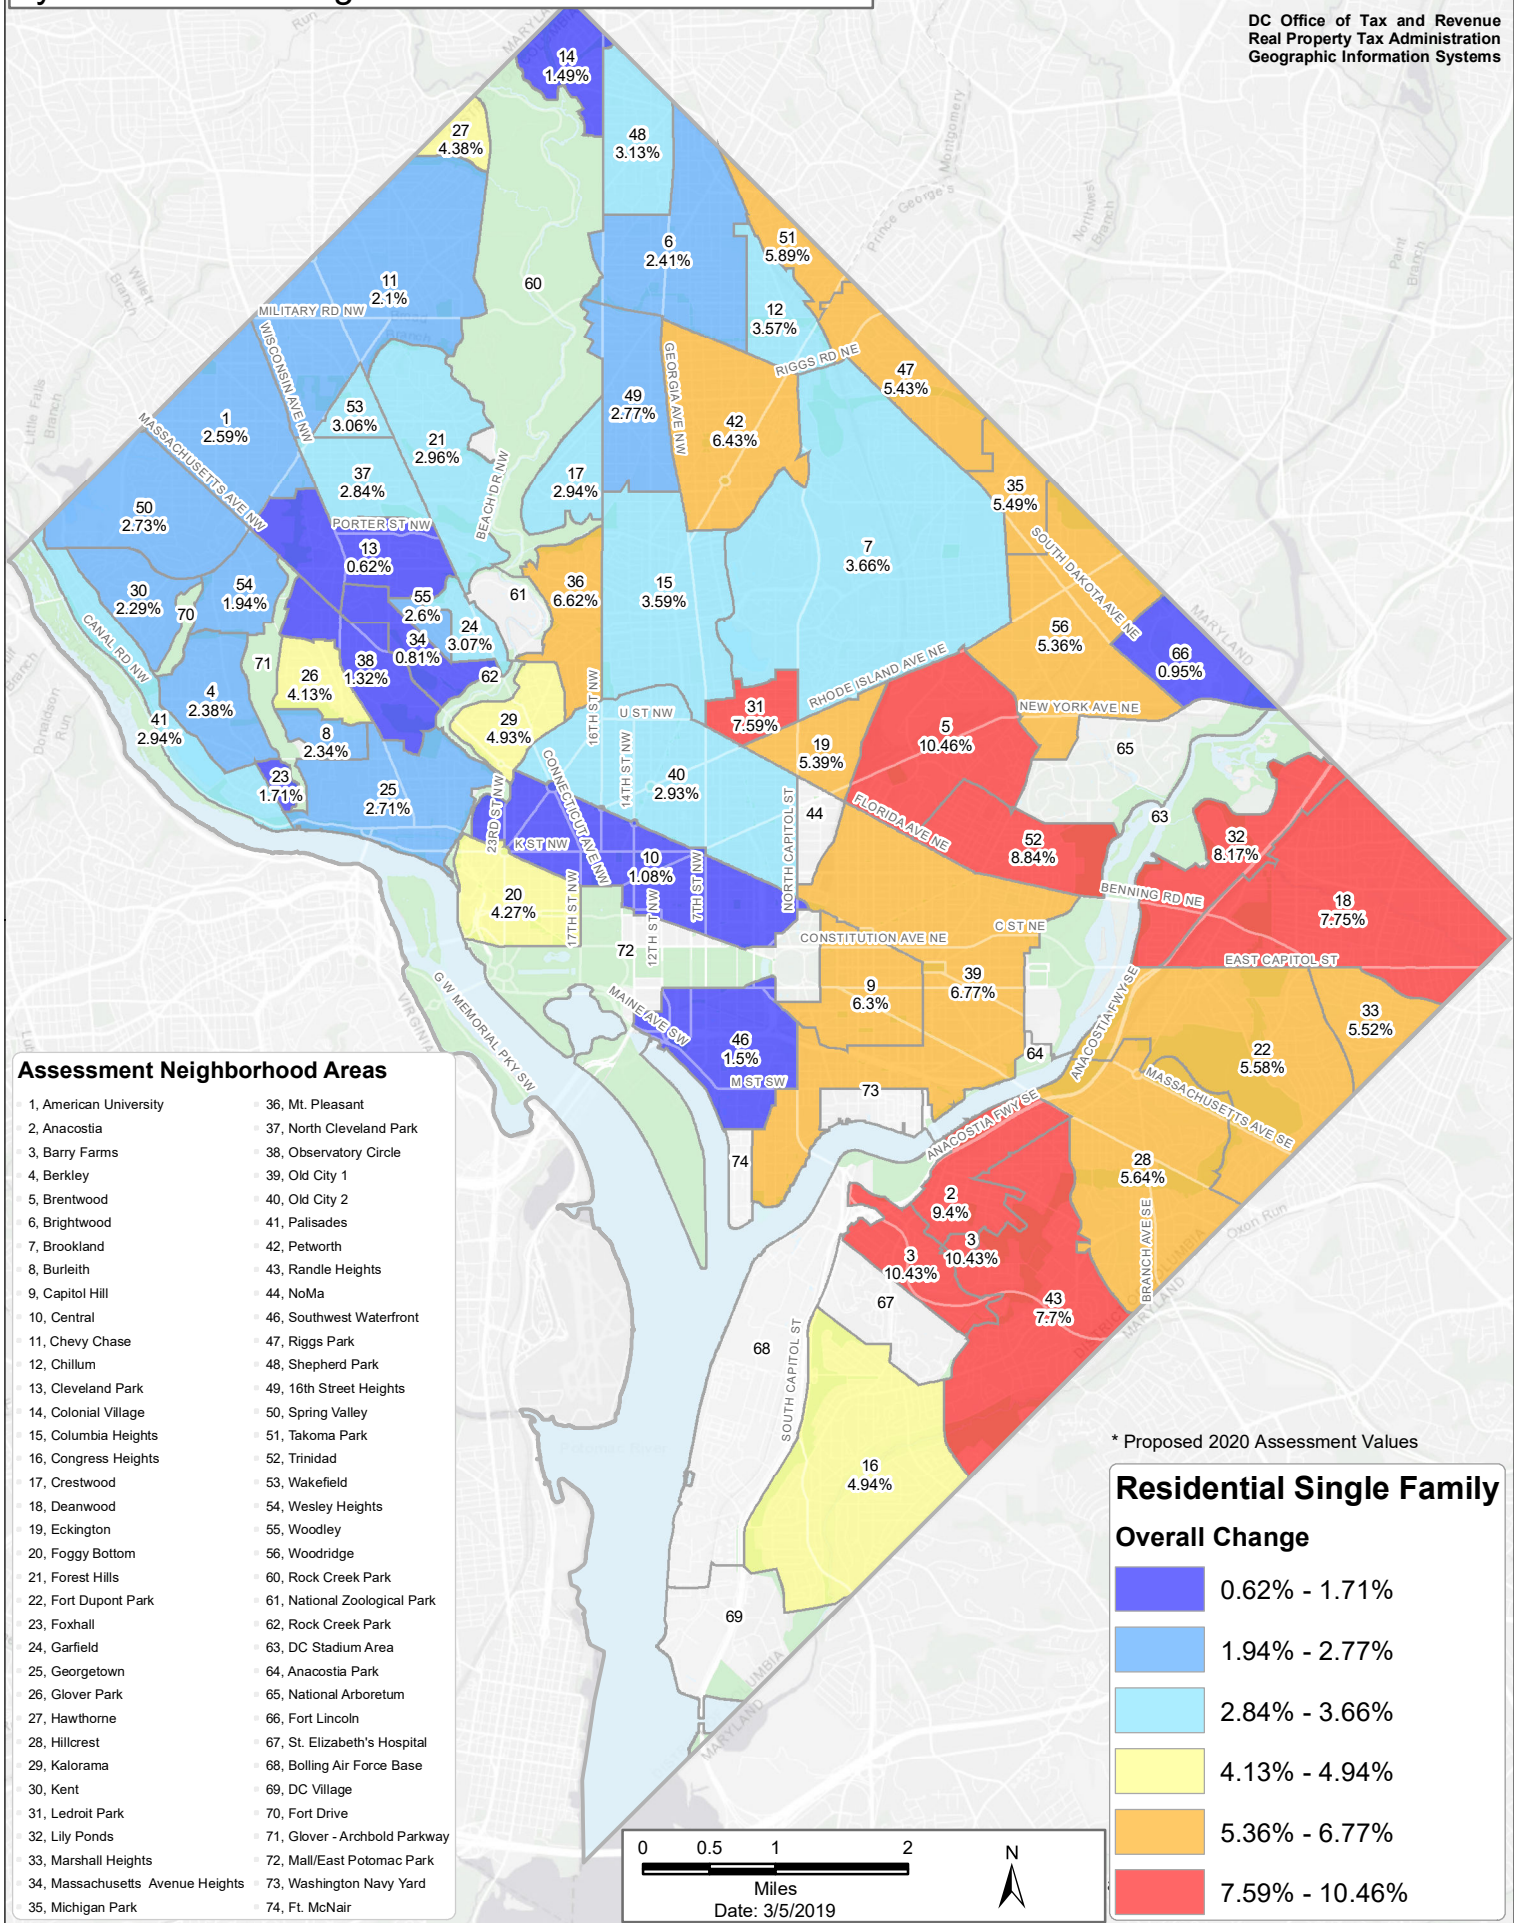 DC Office of Tax and Revenue
Real Property Tax Administration
Geographic Information Systems
14
1.49%
27
4.38%
48
3.13%
6
2.41%
51
5.89%
11
2.1%
60
MILITARY RD NW
12
3.57%
RIGGS RD NE
47
5.43%
WISCONSIN AVE NW
GEORGIA AVE NW
49
2.77%
42
6.43%
53
3.06%
1
2.59%
21
2.96%
MASSACHUSETTS AVE NW
37
2.84%
17
2.94%
BEACH DR NW
35
5.49%
50
2.73%
PORTER ST NW
13
0.62%
7
3.66%
SOUTH DAKOTA AVE NE
30
2.29%
54
1.94%
70
55
2.6%
61
36
6.62%
15
3.59%
MARYLAND
CANAL RD NW
24
3.07%
34
0.81%
56
5.36%
66
0.95%
71
26
4.13%
38
1.32%
62
RHODE ISLAND AVE NE
4
2.38%
41
2.94%
8
2.34%
29
4.93%
16TH ST NW
U ST NW
31
7.59%
NEW YORK AVE NE
5
10.46%
65
19
5.39%
23
1.71%
25
2.71%
CONNECTICUT AVE NW
14TH ST NW
40
2.93%
NORTH CAPITOL ST
44
FLORIDA AVE NE
63
23RD ST NW
K ST NW
52
8.84%
32
8.17%
10
1.08%
7TH ST NW
BENNING RD NE
20
4.27%
17TH ST NW
12TH ST NW
18
7.75%
72
CONSTITUTION AVE NE
C ST NE
EAST CAPITOL ST
G W MEMORIAL PKY SW
VIRGINIA
MAINE AVE SW
9
6.3%
39
6.77%
ANACOSTIA FWY SE
33
5.52%
46
1.5%
M ST SW
64
22
5.58%
73
MASSACHUSETTS AVE SE
ANACOSTIA FWY SE
74
28
5.64%
2
9.4%
BRANCH AVE SE
Oxon Run
3
10.43%
3
10.43%
67
43
7.7%
MARYLAND
68
SOUTH CAPITOL ST
16
4.94%
69
MARYLAND
Assessment Neighborhood Areas
1, American University
2, Anacostia
3, Barry Farms
4, Berkley
5, Brentwood
6, Brightwood
7, Brookland
8, Burleith
9, Capitol Hill
10, Central
11, Chevy Chase
12, Chillum
13, Cleveland Park
14, Colonial Village
15, Columbia Heights
16, Congress Heights
17, Crestwood
18, Deanwood
19, Eckington
20, Foggy Bottom
21, Forest Hills
22, Fort Dupont Park
23, Foxhall
24, Garfield
25, Georgetown
26, Glover Park
27, Hawthorne
28, Hillcrest
29, Kalorama
30, Kent
31, Ledroit Park
32, Lily Ponds
33, Marshall Heights
34, Massachusetts Avenue Heights
35, Michigan Park
36, Mt. Pleasant
37, North Cleveland Park
38, Observatory Circle
39, Old City 1
40, Old City 2
41, Palisades
42, Petworth
43, Randle Heights
44, NoMa
46, Southwest Waterfront
47, Riggs Park
48, Shepherd Park
49, 16th Street Heights
50, Spring Valley
51, Takoma Park
52, Trinidad
53, Wakefield
54, Wesley Heights
55, Woodley
56, Woodridge
60, Rock Creek Park
61, National Zoological Park
62, Rock Creek Park
63, DC Stadium Area
64, Anacostia Park
65, National Arboretum
66, Fort Lincoln
67, St. Elizabeth's Hospital
68, Bolling Air Force Base
69, DC Village
70, Fort Drive
71, Glover - Archbold Parkway
72, Mall/East Potomac Park
73, Washington Navy Yard
74, Ft. McNair
* Proposed 2020 Assessment Values
Residential Single Family
Overall Change
0.62% - 1.71%
1.94% - 2.77%
2.84% - 3.66%
4.13% - 4.94%
5.36% - 6.77%
7.59% - 10.46%
0 0.5 1 2
Miles
Date: 3/5/2019
N